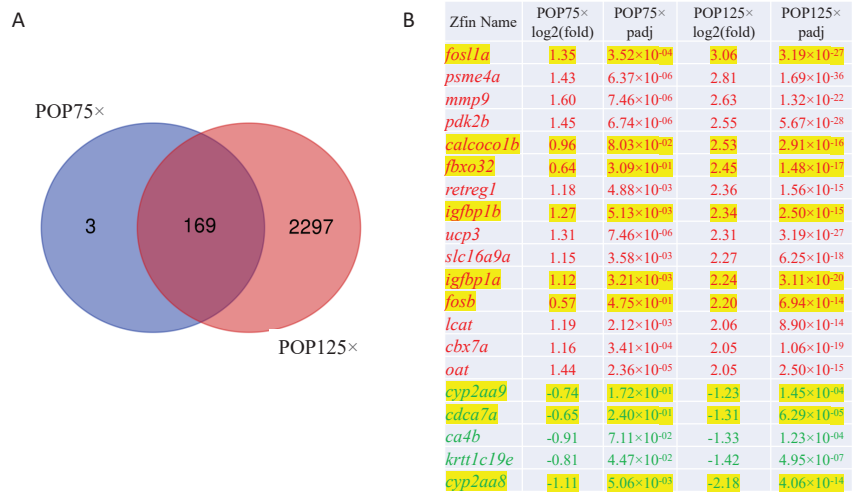 A
POP75×
3
169
2297
POP125×
B
Zfin Name POP75× log2(fold) POP75× padj POP125× log2(fold) POP125× padj
fosl1a 1.35 3.52×10⁻⁰⁴ 3.06 3.19×10⁻²⁷
psme4a 1.43 6.37×10⁻⁰⁶ 2.81 1.69×10⁻³⁶
mmp9 1.60 7.46×10⁻⁰⁶ 2.63 1.32×10⁻²²
pdk2b 1.45 6.74×10⁻⁰⁶ 2.55 5.67×10⁻²⁸
calcoco1b 0.96 8.03×10⁻⁰² 2.53 2.91×10⁻¹⁶
fbxo32 0.64 3.09×10⁻⁰¹ 2.45 1.48×10⁻¹⁷
retreg1 1.18 4.88×10⁻⁰³ 2.36 1.56×10⁻¹⁵
igfbp1b 1.27 5.13×10⁻⁰³ 2.34 2.50×10⁻¹⁵
ucp3 1.31 7.46×10⁻⁰⁶ 2.31 3.19×10⁻²⁷
slc16a9a 1.15 3.58×10⁻⁰³ 2.27 6.25×10⁻¹⁸
igfbp1a 1.12 3.21×10⁻⁰³ 2.24 3.11×10⁻²⁰
fosb 0.57 4.75×10⁻⁰¹ 2.20 6.94×10⁻¹⁴
lcat 1.19 2.12×10⁻⁰³ 2.06 8.90×10⁻¹⁴
cbx7a 1.16 3.41×10⁻⁰⁴ 2.05 1.06×10⁻¹⁹
oat 1.44 2.36×10⁻⁰⁵ 2.05 2.50×10⁻¹⁵
cyp2aa9 -0.74 1.72×10⁻⁰¹ -1.23 1.45×10⁻⁰⁴
cdca7a -0.65 2.40×10⁻⁰¹ -1.31 6.29×10⁻⁰⁵
ca4b -0.91 7.11×10⁻⁰² -1.33 1.23×10⁻⁰⁴
krtt1c19e -0.81 4.47×10⁻⁰² -1.42 4.95×10⁻⁰⁷
cyp2aa8 -1.11 5.06×10⁻⁰³ -2.18 4.06×10⁻¹⁴